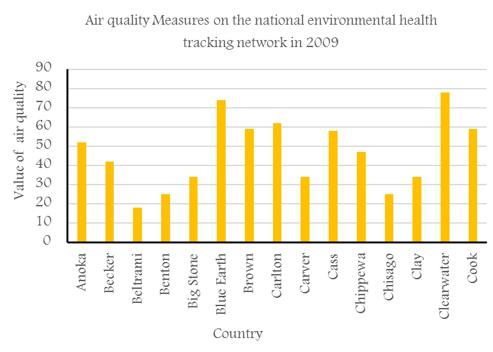 Air quality Measures on the national environmental health
tracking network in 2009
Value of air quality
90
80
70
60
50
40
30
20
10
0
Anoka
Becker
Beltrami
Benton
Big Stone
Blue Earth
Brown
Carlton
Carver
Cass
Chippewa
Chisago
Clay
Clearwater
Cook
Country